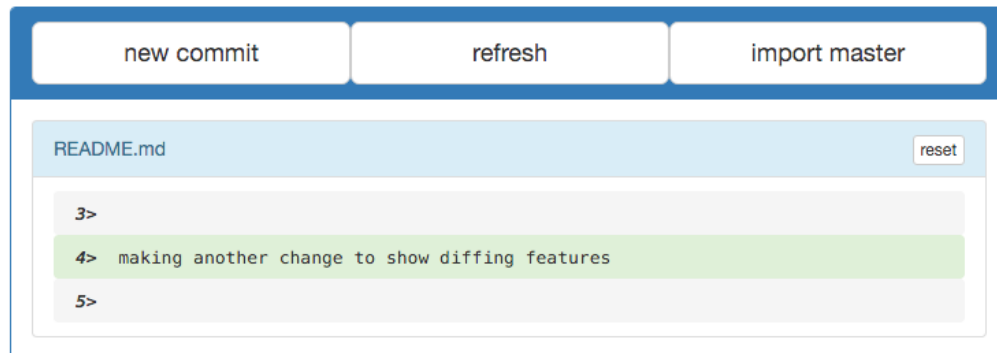 new commit refresh import master
README.md reset
3>
4> making another change to show diffing features
5>